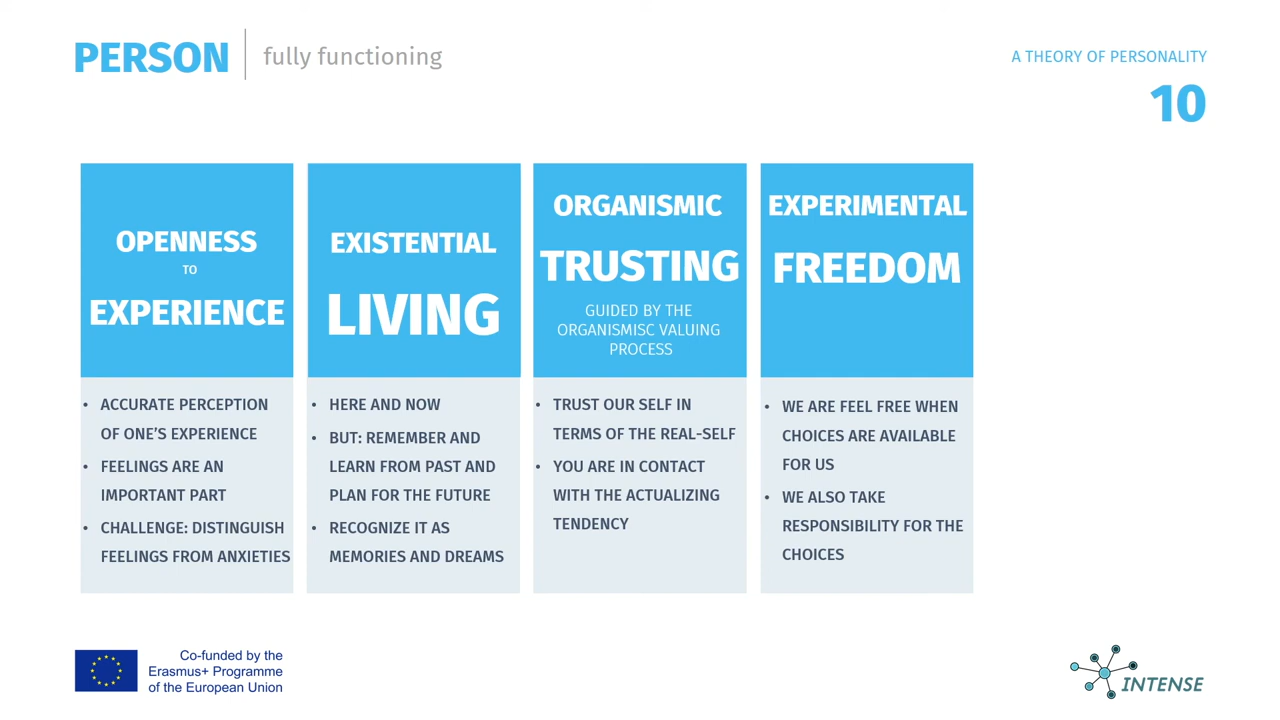 PERSON
fully functioning
A THEORY OF PERSONALITY
10
OPENNESS
TO
EXPERIENCE
• ACCURATE PERCEPTION
OF ONE'S EXPERIENCE
• FEELINGS ARE AN
IMPORTANT PART
• CHALLENGE: DISTINGUISH
FEELINGS FROM ANXIETIES
EXISTENTIAL
LIVING
• HERE AND NOW
• BUT: REMEMBER AND
LEARN FROM PAST AND
PLAN FOR THE FUTURE
• RECOGNIZE IT AS
MEMORIES AND DREAMS
ORGANISMIC
TRUSTING
GUIDED BY THE
ORGANISMISC VALUING
PROCESS
• TRUST OUR SELF IN
TERMS OF THE REAL-SELF
• YOU ARE IN CONTACT
WITH THE ACTUALIZING
TENDENCY
EXPERIMENTAL
FREEDOM
• WE ARE FEEL FREE WHEN
CHOICES ARE AVAILABLE
FOR US
• WE ALSO TAKE
RESPONSIBILITY FOR THE
CHOICES
Co-funded by the
Erasmus+ Programme
of the European Union
INTENSE